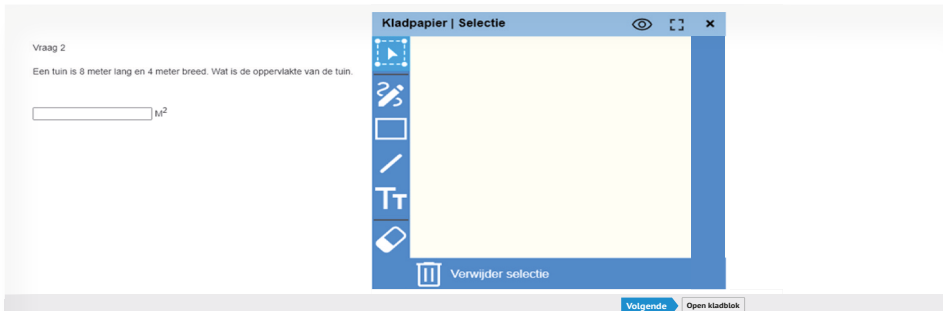 Kladpapier | Selectie
Vraag 2
Een tuin is 8 meter lang en 4 meter breed. Wat is de oppervlakte van de tuin.
M²
TT
Verwijder selectie
Volgende
Open kladblok